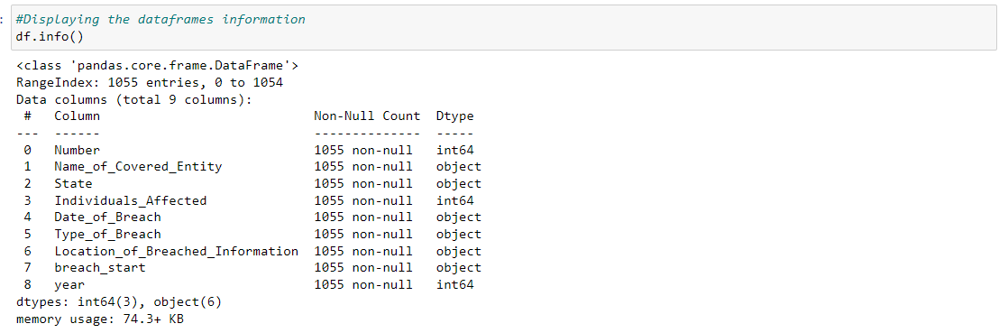 :
#Displaying the dataframes information
df.info()
<class 'pandas.core.frame.DataFrame'>
RangeIndex: 1055 entries, 0 to 1054
Data columns (total 9 columns):
 #   Column                            Non-Null Count  Dtype
---  ------                            --------------  -----
 0   Number                            1055 non-null   int64
 1   Name_of_Covered_Entity            1055 non-null   object
 2   State                             1055 non-null   object
 3   Individuals_Affected              1055 non-null   int64
 4   Date_of_Breach                    1055 non-null   object
 5   Type_of_Breach                    1055 non-null   object
 6   Location_of_Breached_Information  1055 non-null   object
 7   breach_start                      1055 non-null   object
 8   year                              1055 non-null   int64
dtypes: int64(3), object(6)
memory usage: 74.3+ KB